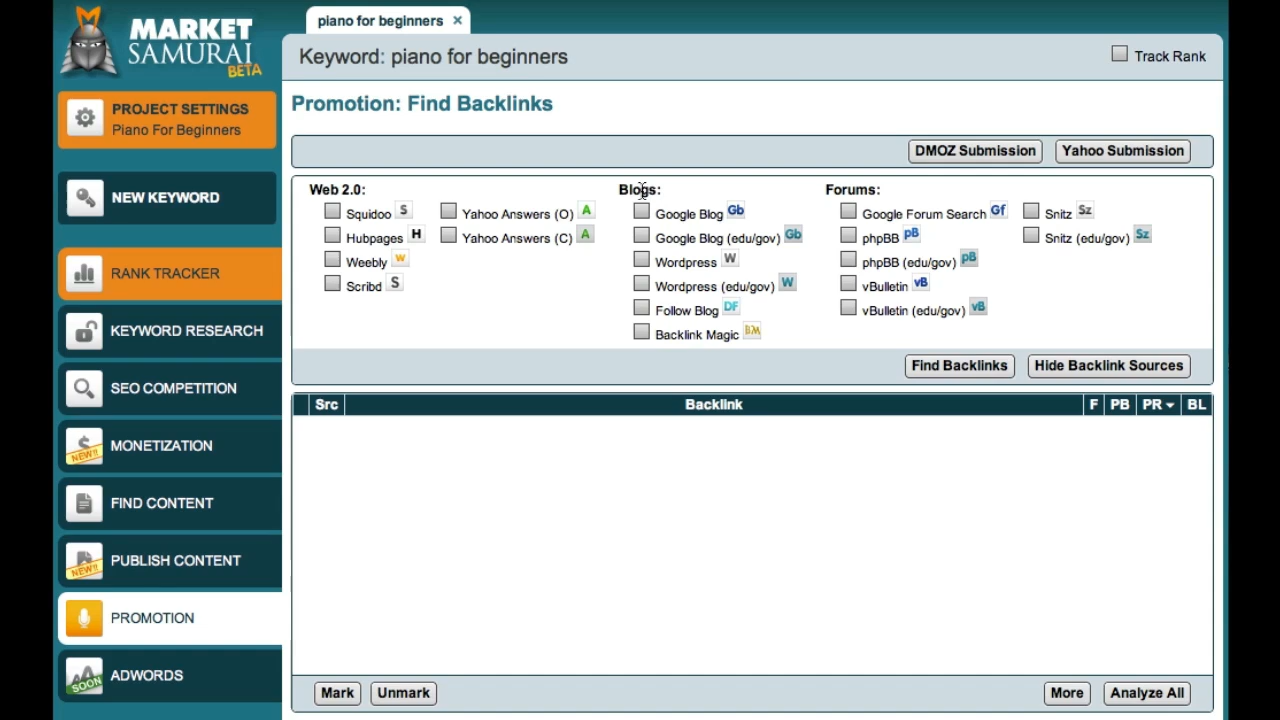 MARKET
SAMURAI
BETA
piano for beginners ×
Keyword: piano for beginners
Track Rank
PROJECT SETTINGS
Piano For Beginners
NEW KEYWORD
RANK TRACKER
KEYWORD RESEARCH
SEO COMPETITION
NEW!!
MONETIZATION
FIND CONTENT
NEW!!
PUBLISH CONTENT
PROMOTION
SOON
ADWORDS
Promotion: Find Backlinks
DMOZ Submission Yahoo Submission
Web 2.0: Blogs: Forums:
Squidoo S Yahoo Answers (O) A Google Blog Gb Google Forum Search Gf Snitz Sz
Hubpages H Yahoo Answers (C) A Google Blog (edu/gov) Gb phpBB pB Snitz (edu/gov) Sz
Weebly w Wordpress W phpBB (edu/gov) pB
Scribd S Wordpress (edu/gov) W vBulletin vB
Follow Blog DF vBulletin (edu/gov) vB
Backlink Magic BM
Find Backlinks Hide Backlink Sources
Src Backlink F PB PR BL
Mark Unmark More Analyze All